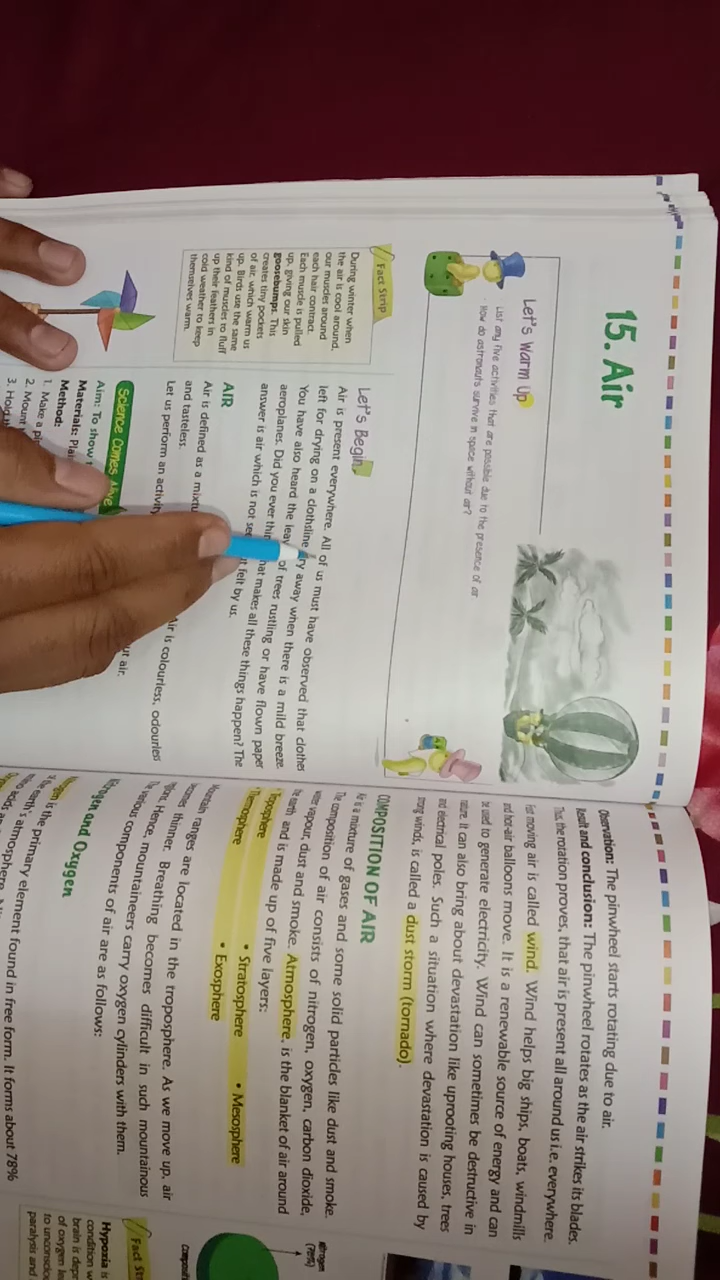 15. Air
Let's Warm Up
List any five activities that are possible due to the presence of air
How do astronauts survive in space without air?
Fact Strip
During winter when
the air is cool around,
our muscles around
each hair contract.
Each muscle is pulled
up, giving our skin
goosebumps. This
creates tiny pockets
of air, which warm us
up. Birds use the same
kind of muscles to fluff
up their feathers in
cold weather to keep
themselves warm.
Let's Begin
Air is present everywhere. All of us must have observed that clothes
left for drying on a clothsline dry away when there is a mild breeze.
You have also heard the of trees rustling or have flown paper
aeroplanes. Did you ever that makes all these things happen? The
answer is air which is not felt by us.
AIR
Air is defined as a Air is colourless, odourless
and tasteless.
Let us perform an activity
Science Comes Alive
Aim: To show air.
Materials:
Method:
1. Make a
2. Mount
3. Hold
Observation: The pinwheel starts rotating due to air.
Result and conclusion: The pinwheel rotates as the air strikes its blades.
Thus, the rotation proves, that air is present all around us i.e. everywhere.
Fast moving air is called wind. Wind helps big ships, boats, windmills
and hot-air balloons move. It is a renewable source of energy and can
be used to generate electricity. Wind can sometimes be destructive in
nature. It can also bring about devastation like uprooting houses, trees
and electrical poles. Such a situation where devastation is caused by
strong winds, is called a dust storm (tornado).
COMPOSITION OF AIR
Air is a mixture of gases and some solid particles like dust and smoke.
The composition of air consists of nitrogen, oxygen, carbon dioxide,
water vapour, dust and smoke. Atmosphere, is the blanket of air around
the earth and is made up of five layers:
• Troposphere • Stratosphere • Mesosphere
• Thermosphere • Exosphere
Mountain ranges are located in the troposphere. As we move up, air
becomes thinner. Breathing becomes difficult in such mountainous
regions. Hence, mountaineers carry oxygen cylinders with them.
The various components of air are as follows:
Nitrogen and Oxygen
Nitrogen is the primary element found in free form. It forms about 78%
of the earth's atmosphere.
Nitrogen
(78%)
Fact
Hypoxia is
condition
brain is
of oxygen
to
paralysis and